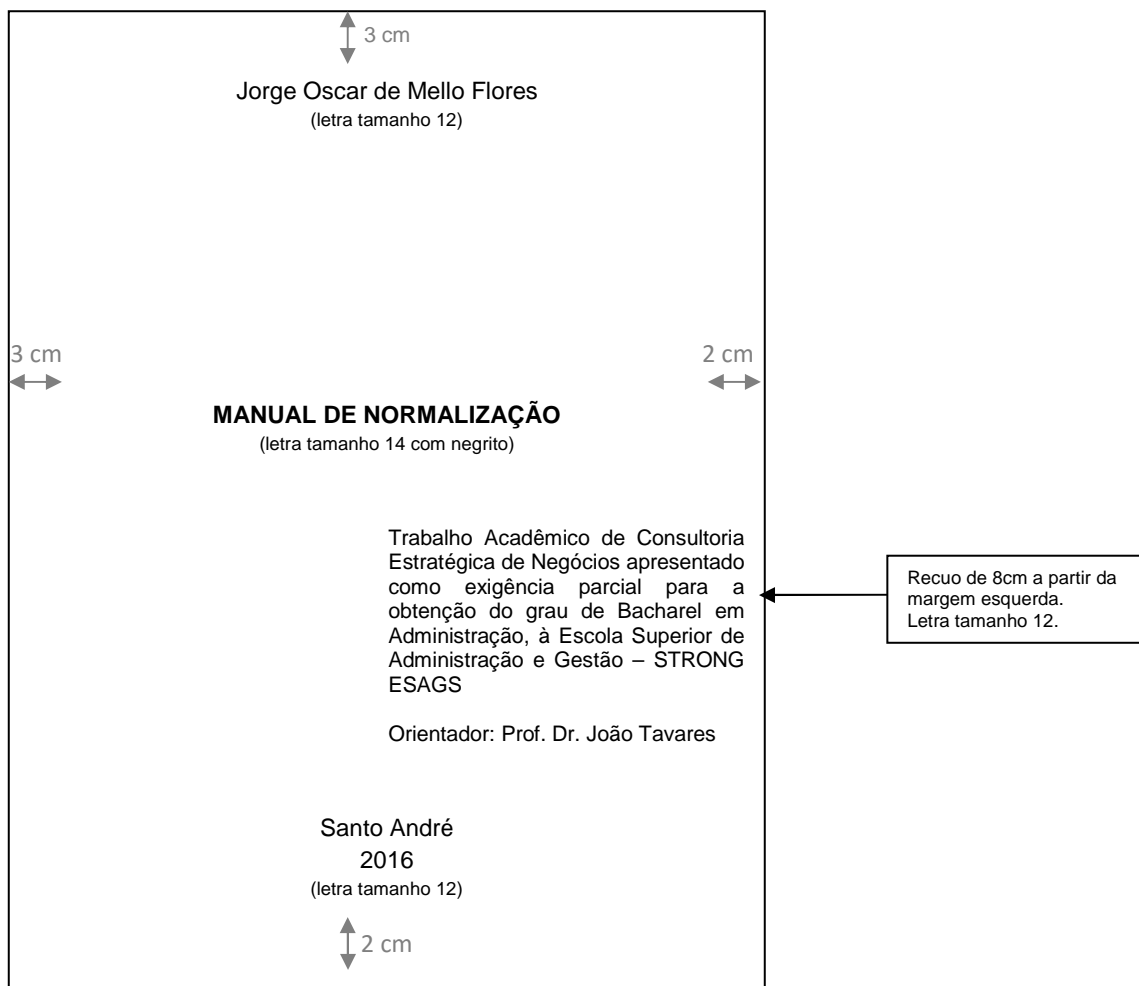 3 cm
Jorge Oscar de Mello Flores
(letra tamanho 12)
3 cm
2 cm
MANUAL DE NORMALIZAÇÃO
(letra tamanho 14 com negrito)
Trabalho Acadêmico de Consultoria
Estratégica de Negócios apresentado
como exigência parcial para a
obtenção do grau de Bacharel em
Administração, à Escola Superior de
Administração e Gestão – STRONG
ESAGS
Orientador: Prof. Dr. João Tavares
Recuo de 8cm a partir da
margem esquerda.
Letra tamanho 12.
Santo André
2016
(letra tamanho 12)
2 cm